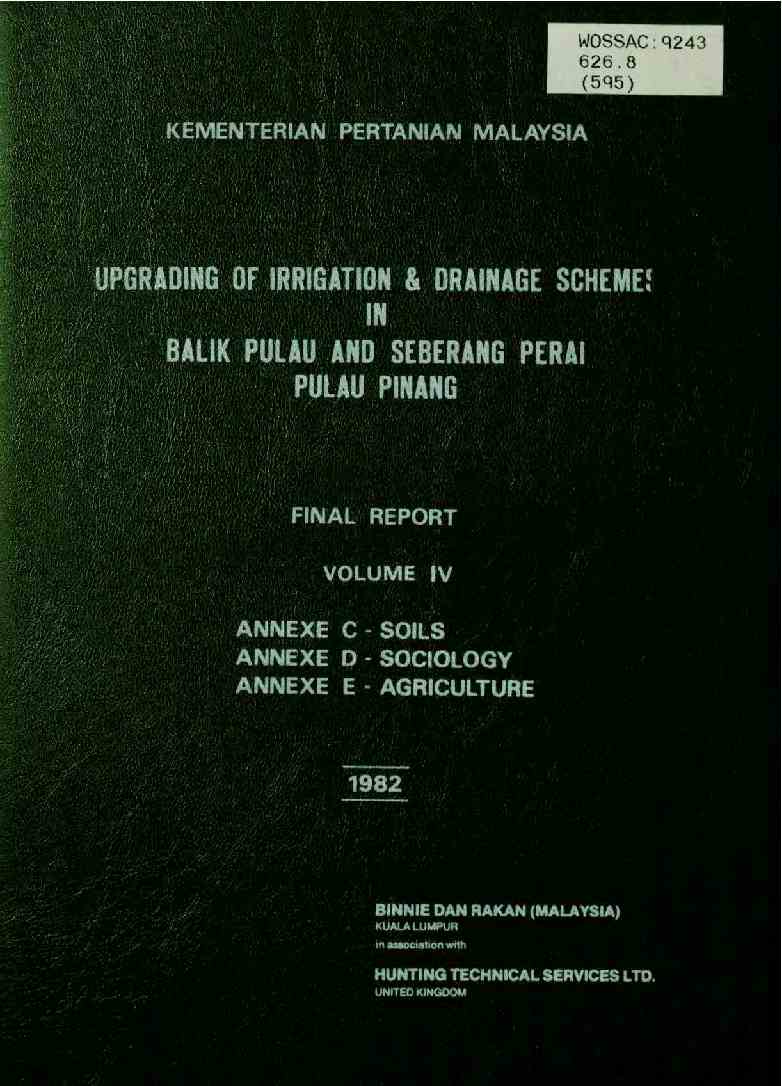 WOSSAC:9243
626.8
(595)
KEMENTERIAN PERTANIAN MALAYSIA
UPGRADING OF IRRIGATION & DRAINAGE SCHEMES
IN
BALIK PULAU AND SEBERANG PERAI
PULAU PINANG
FINAL REPORT
VOLUME IV
ANNEXE C - SOILS
ANNEXE D - SOCIOLOGY
ANNEXE E - AGRICULTURE
1982
BINNIE DAN RAKAN (MALAYSIA)
KUALA LUMPUR
in association with
HUNTING TECHNICAL SERVICES LTD.
UNITED KINGDOM